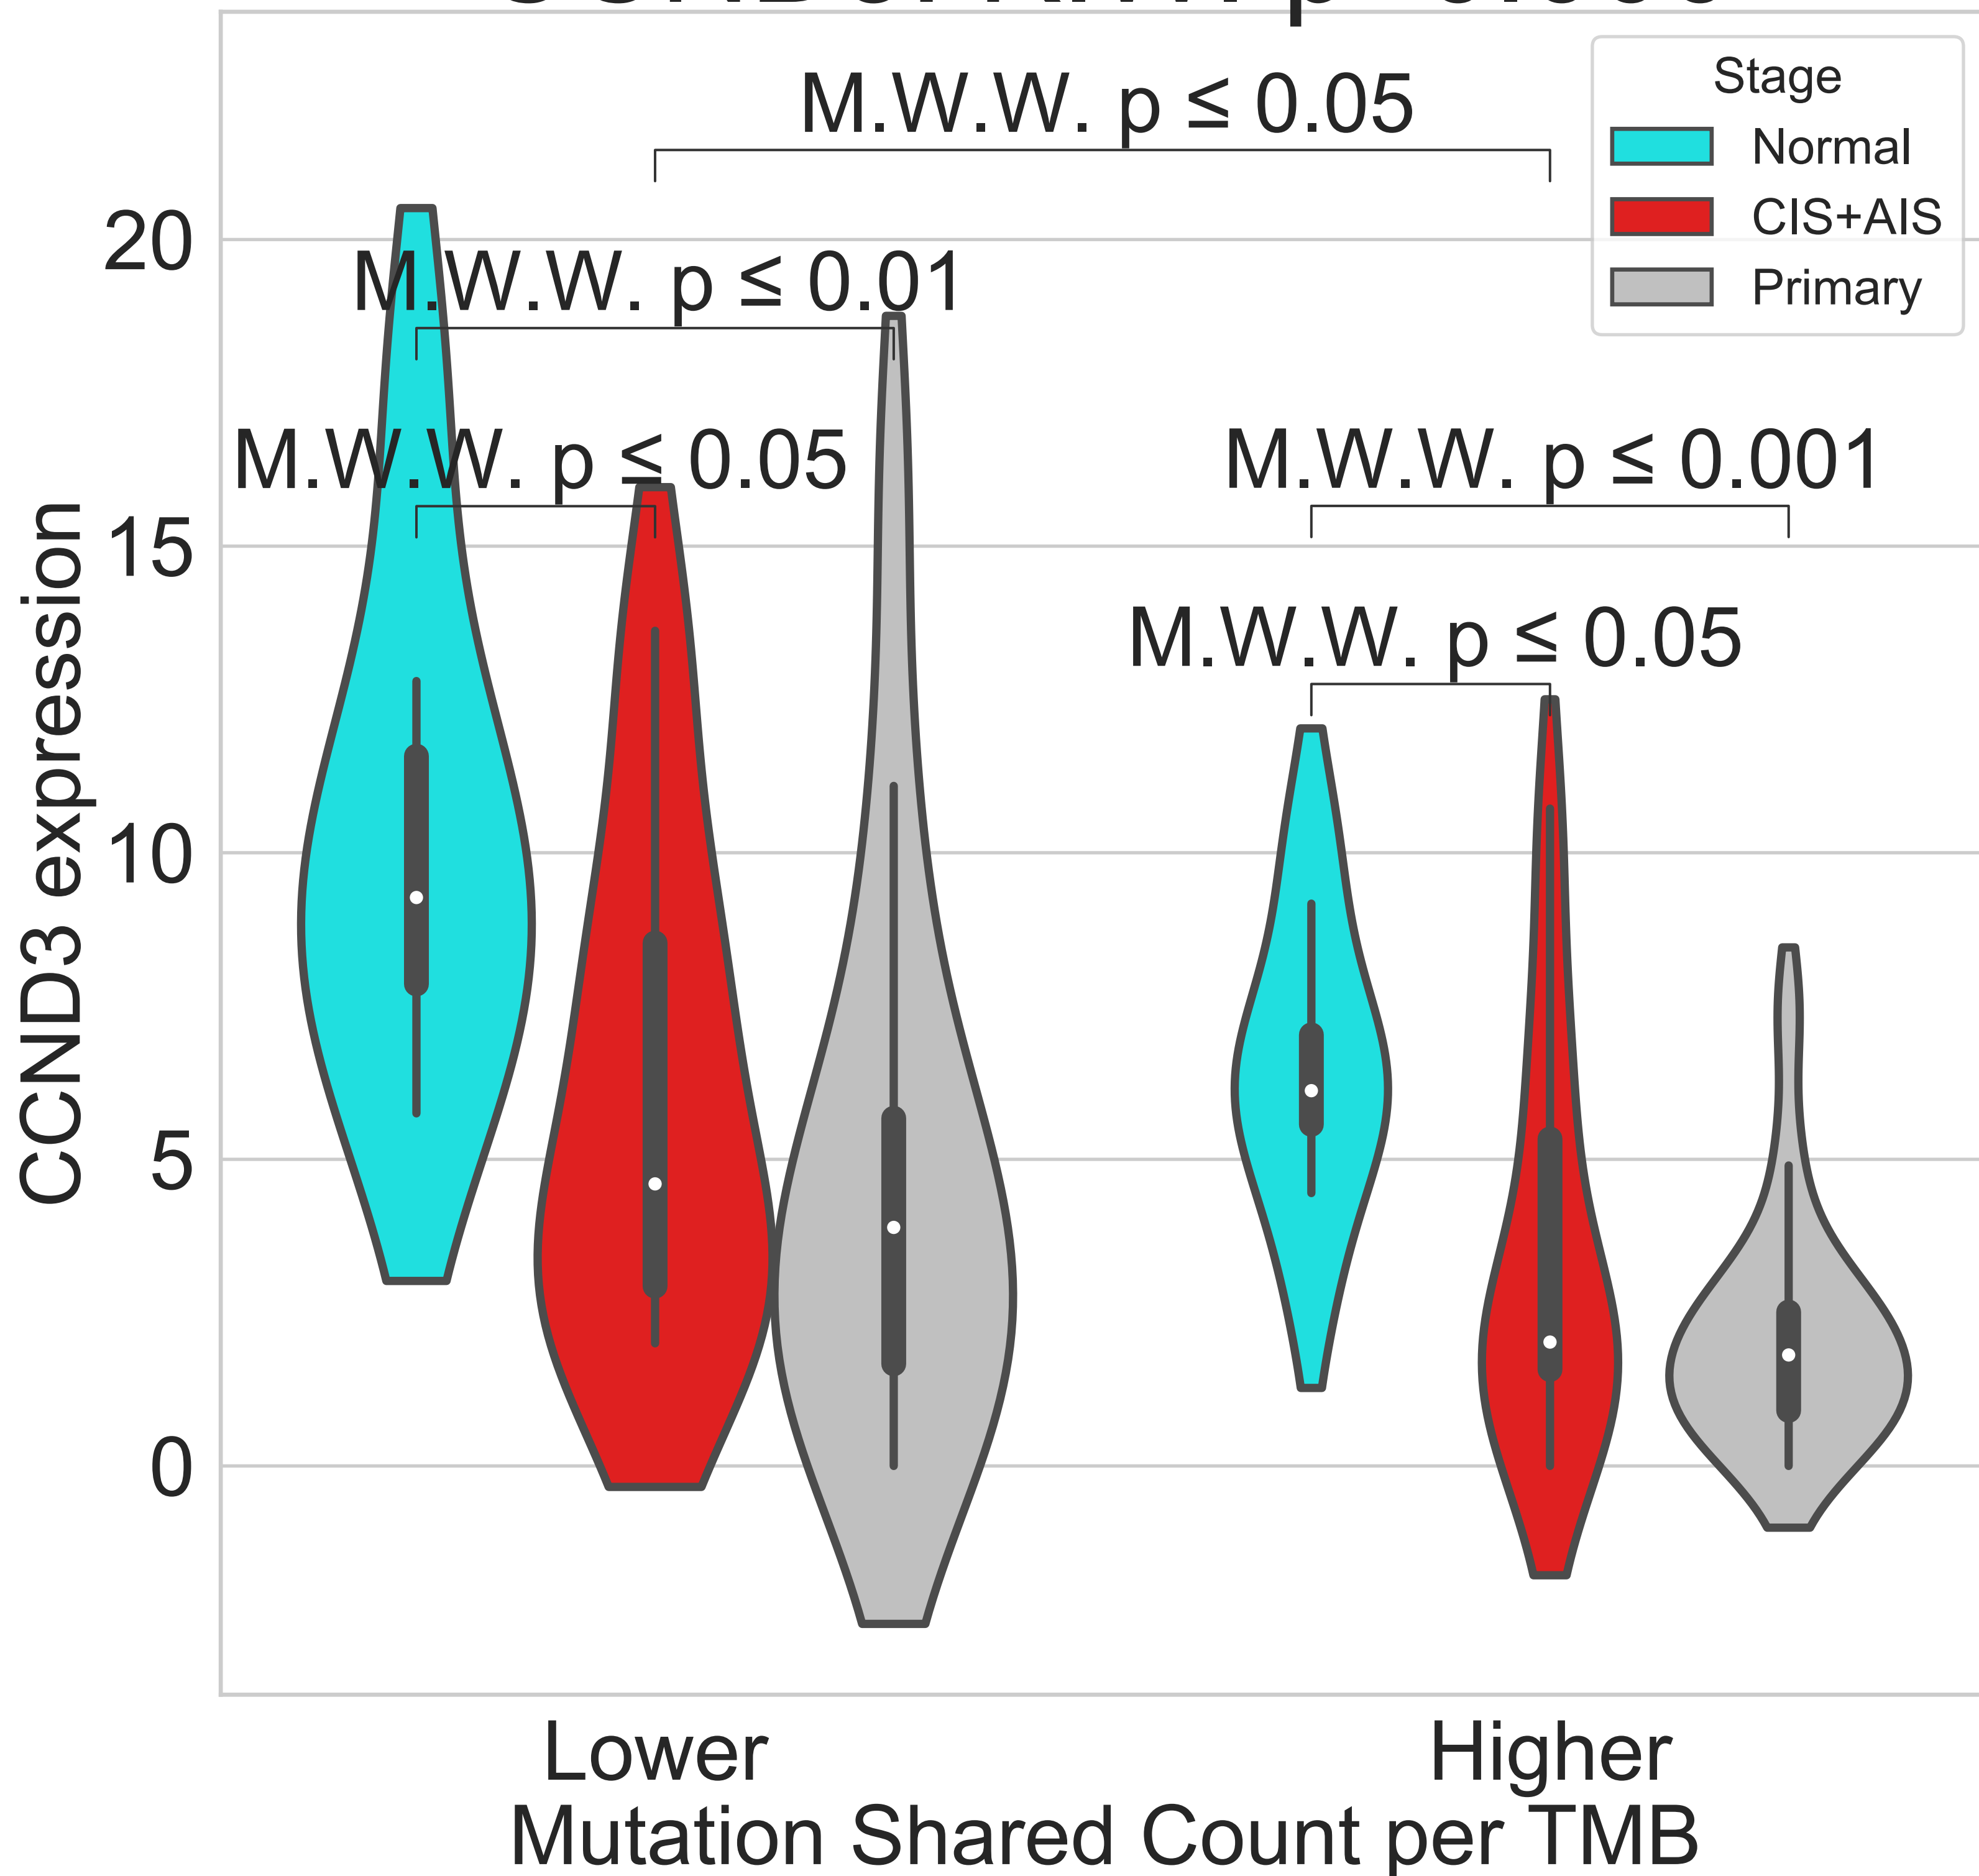 M.W.W. p ≤ 0.05
Stage
Normal
CIS+AIS
Primary
M.W.W. p ≤ 0.01
M.W.W. p ≤ 0.05
M.W.W. p ≤ 0.001
M.W.W. p ≤ 0.05
CCND3 expression
20
15
10
5
0
Lower
Higher
Mutation Shared Count per TMB